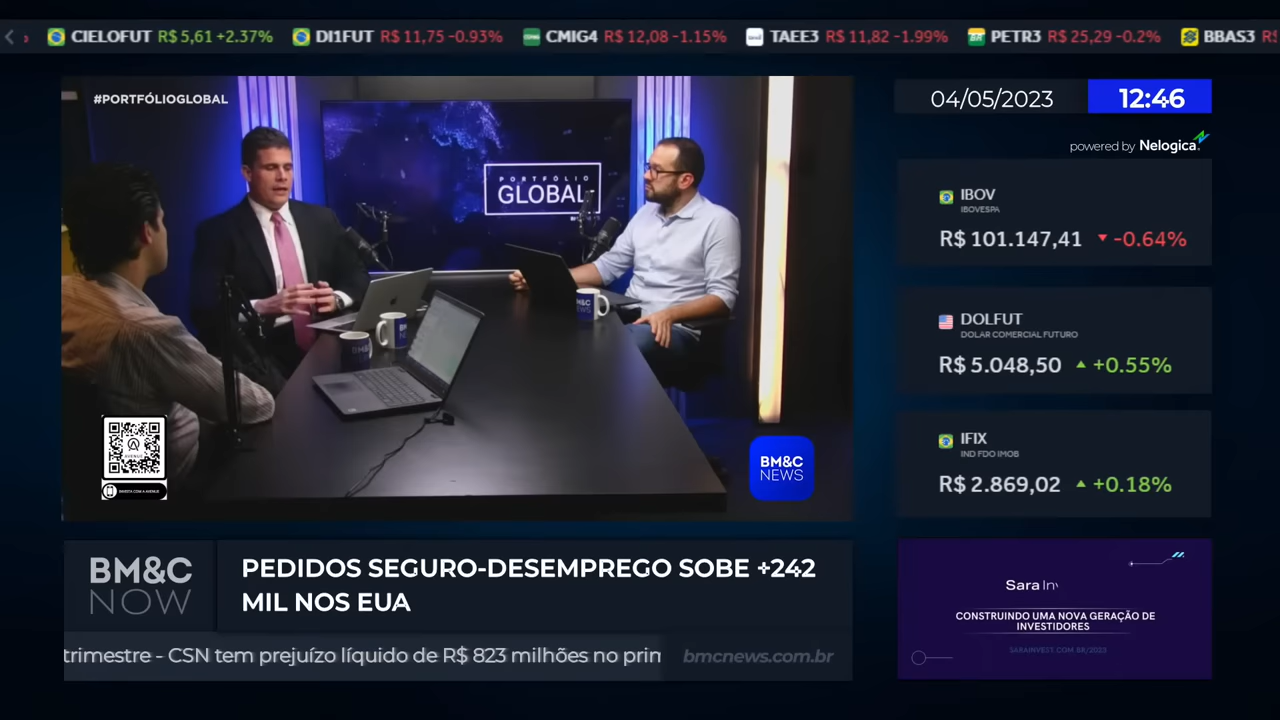 CIELOFUT R$ 5,61 +2.37%
DI1FUT R$ 11,75 -0.93%
CMIG4 R$ 12,08 -1.15%
TAEE3 R$ 11,82 -1.99%
PETR3 R$ 25,29 -0.2%
BBAS3
#PORTFÓLIOGLOBAL
04/05/2023
12:46
powered by Nelogica.
PORTFÓLIO
GLOBAL
IBOV
IBOVESPA
R$ 101.147,41 -0.64%
DOLFUT
DOLAR COMERCIAL FUTURO
R$ 5.048,50 +0.55%
IFIX
IND FDO IMOB
R$ 2.869,02 +0.18%
BM&C
NEWS
BM&C
NOW
PEDIDOS SEGURO-DESEMPREGO SOBE +242
MIL NOS EUA
trimestre - CSN tem prejuízo líquido de R$ 823 milhões no prim
bmcnews.com.br
Sara Inv
CONSTRUINDO UMA NOVA GERAÇÃO DE
INVESTIDORES
SARAINVEST.COM.BR/2023